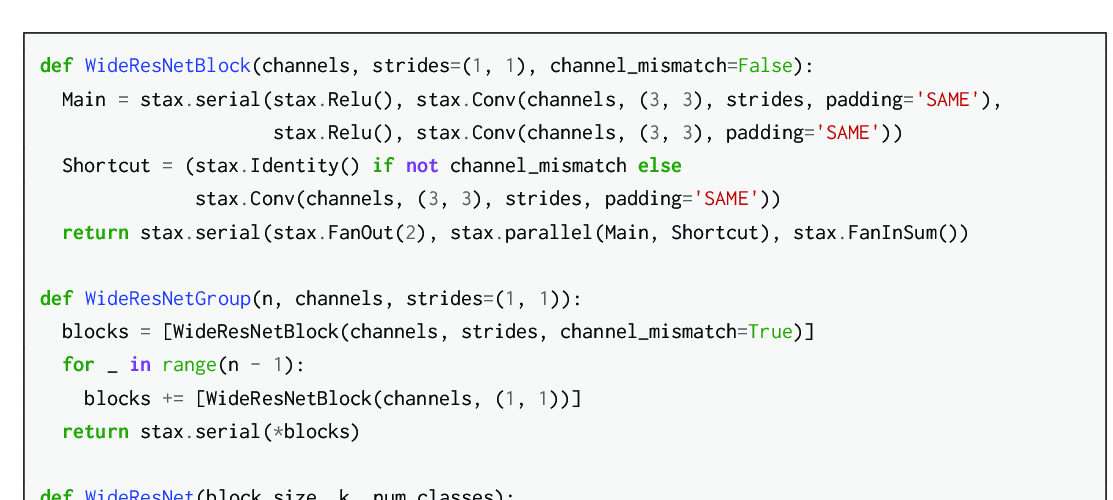 def WideResNetBlock(channels, strides=(1, 1), channel_mismatch=False):
  Main = stax.serial(stax.Relu(), stax.Conv(channels, (3, 3), strides, padding='SAME'),
                     stax.Relu(), stax.Conv(channels, (3, 3), padding='SAME'))
  Shortcut = (stax.Identity() if not channel_mismatch else
              stax.Conv(channels, (3, 3), strides, padding='SAME'))
  return stax.serial(stax.FanOut(2), stax.parallel(Main, Shortcut), stax.FanInSum())

def WideResNetGroup(n, channels, strides=(1, 1)):
  blocks = [WideResNetBlock(channels, strides, channel_mismatch=True)]
  for _ in range(n - 1):
    blocks += [WideResNetBlock(channels, (1, 1))]
  return stax.serial(*blocks)

def WideResNet(block_size, k, num_classes):